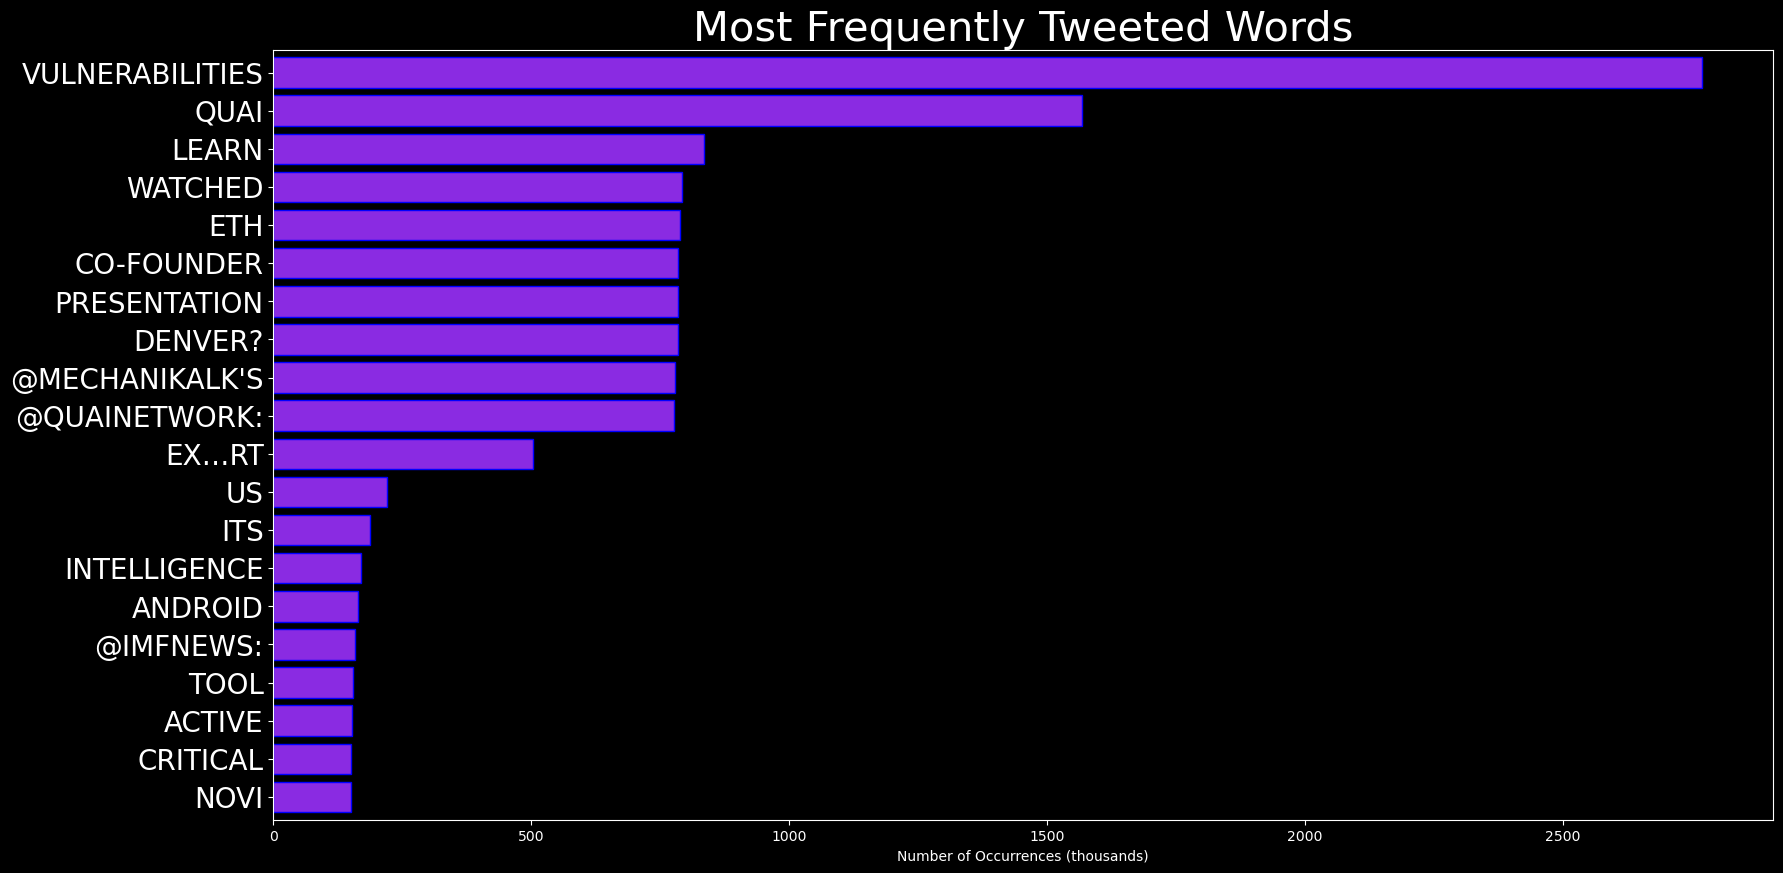 Most Frequently Tweeted Words
VULNERABILITIES
QUAI
LEARN
WATCHED
ETH
CO-FOUNDER
PRESENTATION
DENVER?
@MECHANIKALK'S
@QUAINETWORK:
EX…RT
US
ITS
INTELLIGENCE
ANDROID
@IMFNEWS:
TOOL
ACTIVE
CRITICAL
NOVI
0 500 1000 1500 2000 2500
Number of Occurrences (thousands)